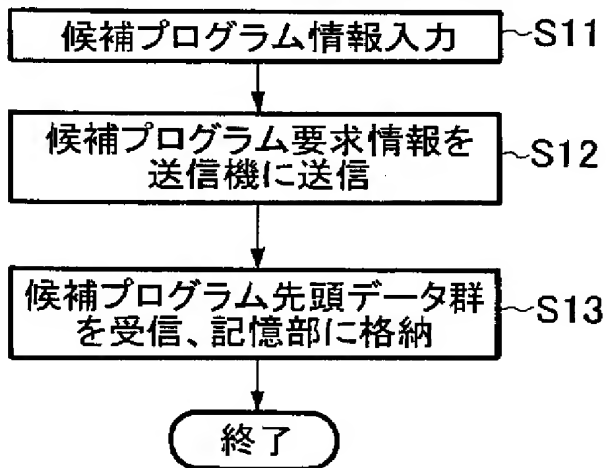 候補プログラム情報入力
S11
候補プログラム要求情報を
送信機に送信
S12
候補プログラム先頭データ群
を受信、記憶部に格納
S13
終了